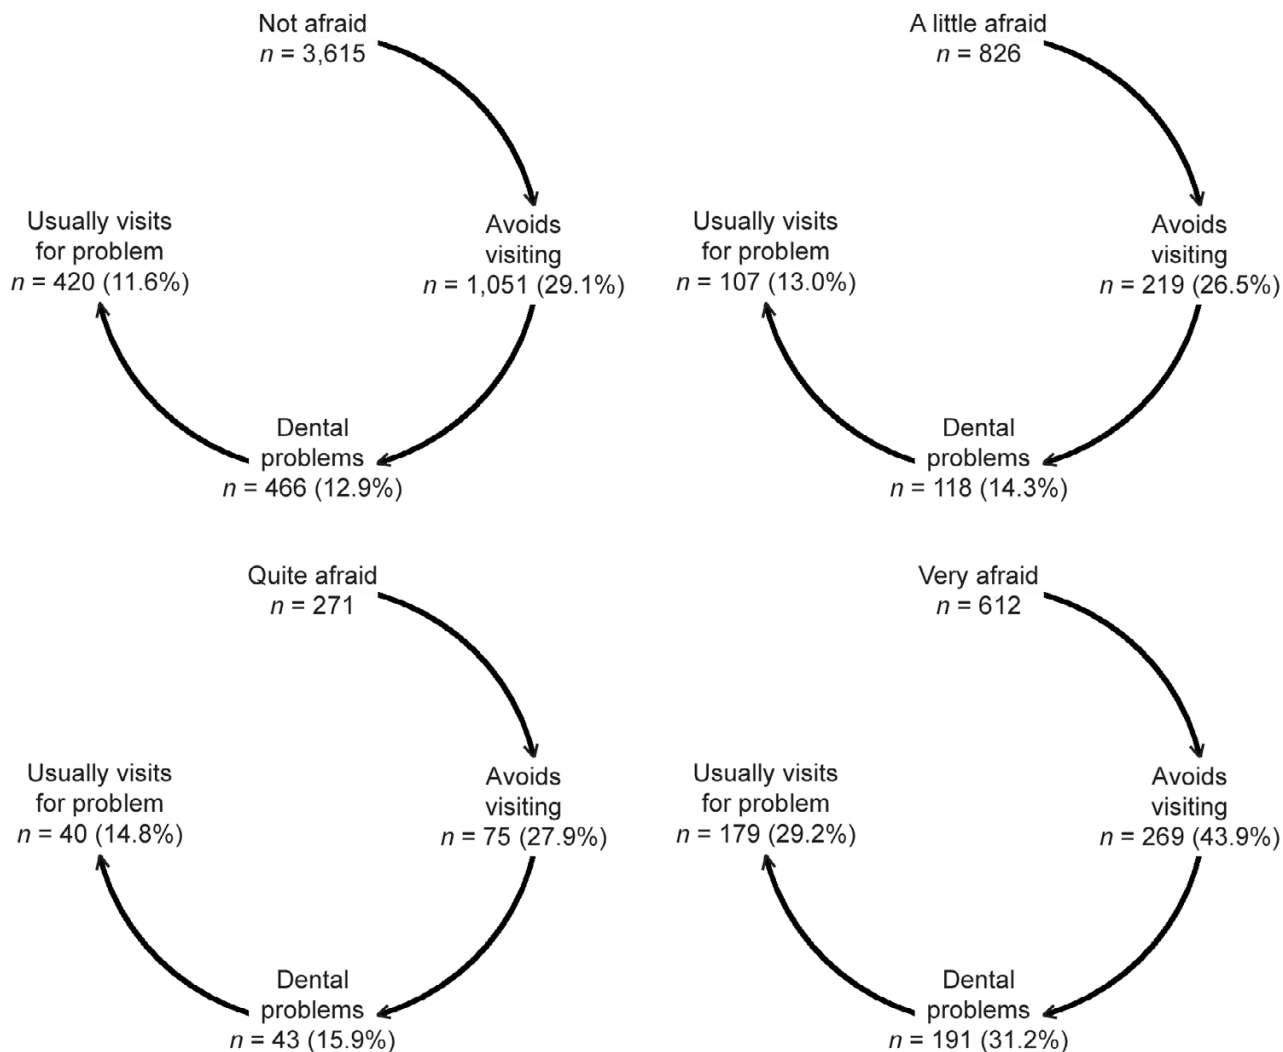 Not afraid
n = 3,615
Avoids
visiting
n = 1,051 (29.1%)
Dental
problems
n = 466 (12.9%)
Usually visits
for problem
n = 420 (11.6%)
A little afraid
n = 826
Avoids
visiting
n = 219 (26.5%)
Dental
problems
n = 118 (14.3%)
Usually visits
for problem
n = 107 (13.0%)
Quite afraid
n = 271
Avoids
visiting
n = 75 (27.9%)
Dental
problems
n = 43 (15.9%)
Usually visits
for problem
n = 40 (14.8%)
Very afraid
n = 612
Avoids
visiting
n = 269 (43.9%)
Dental
problems
n = 191 (31.2%)
Usually visits
for problem
n = 179 (29.2%)